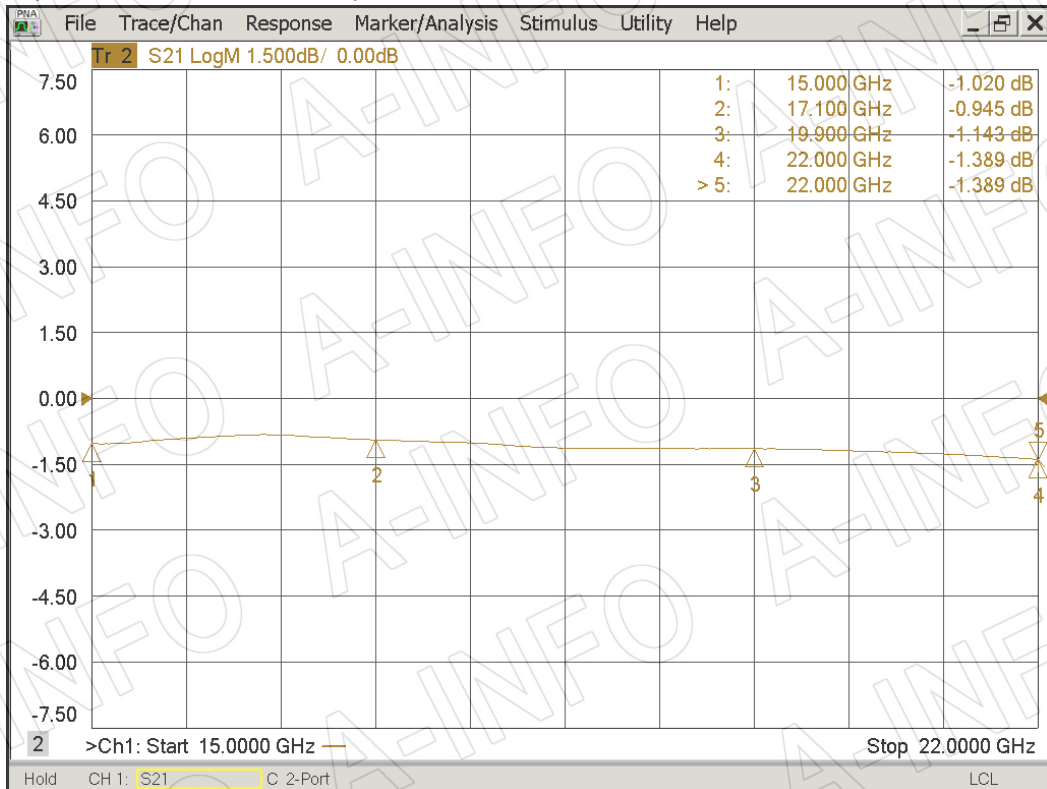 PNA File Trace/Chan Response Marker/Analysis Stimulus Utility Help
Tr 2 S21 LogM 1.500dB/ 0.00dB
1: 15.000 GHz -1.020 dB
2: 17.100 GHz -0.945 dB
3: 19.900 GHz -1.143 dB
4: 22.000 GHz -1.389 dB
> 5: 22.000 GHz -1.389 dB
7.50
6.00
4.50
3.00
1.50
0.00
-1.50
-3.00
-4.50
-6.00
-7.50
1
2
3
5
4
2 >Ch1: Start 15.0000 GHz Stop 22.0000 GHz
Hold CH 1: S21 C 2-Port LCL
A-INFO